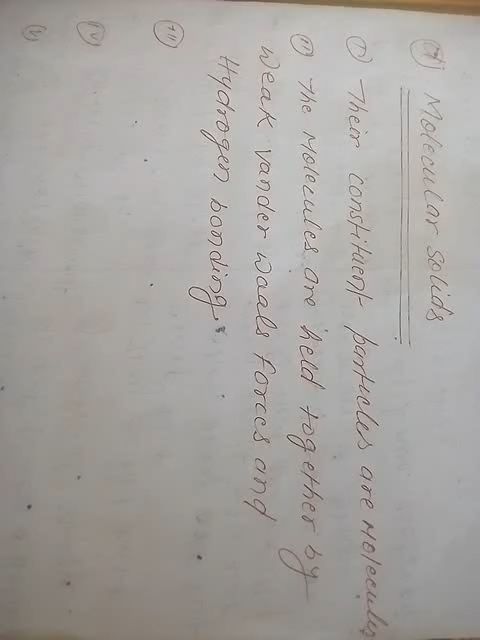 (A) Molecular solids
(i) Their constituent particles are Molecules
(ii) The Molecules are held together by
weak vander waals forces and
Hydrogen bonding.
(iii)
(iv)
(v)